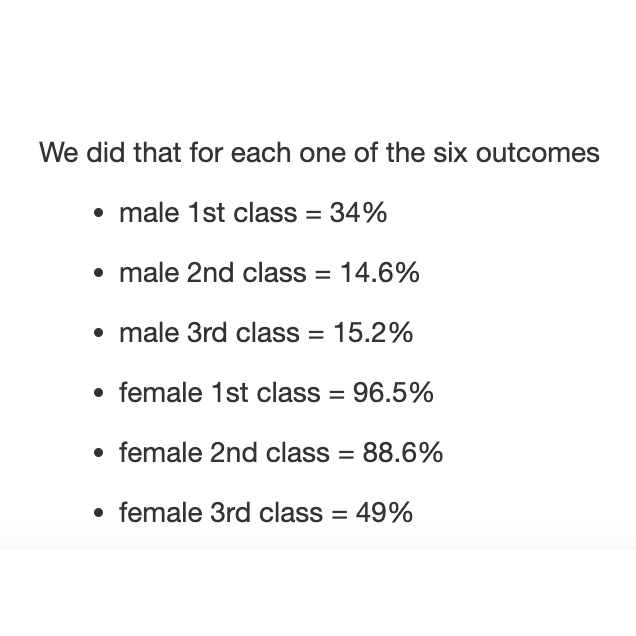 We did that for each one of the six outcomes
• male 1st class = 34%
• male 2nd class = 14.6%
• male 3rd class = 15.2%
• female 1st class = 96.5%
• female 2nd class = 88.6%
• female 3rd class = 49%